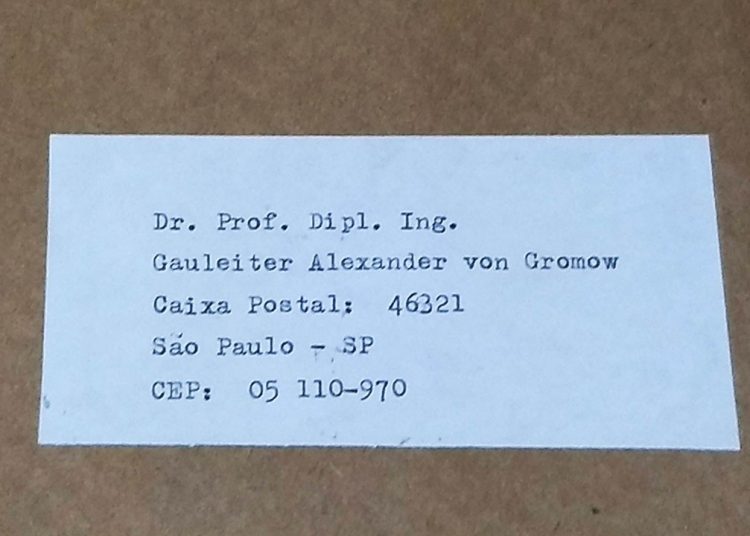 Dr. Prof. Dipl. Ing.
Gauleiter Alexander von Gromow
Caixa Postal: 46321
São Paulo - SP
CEP: 05 110-970